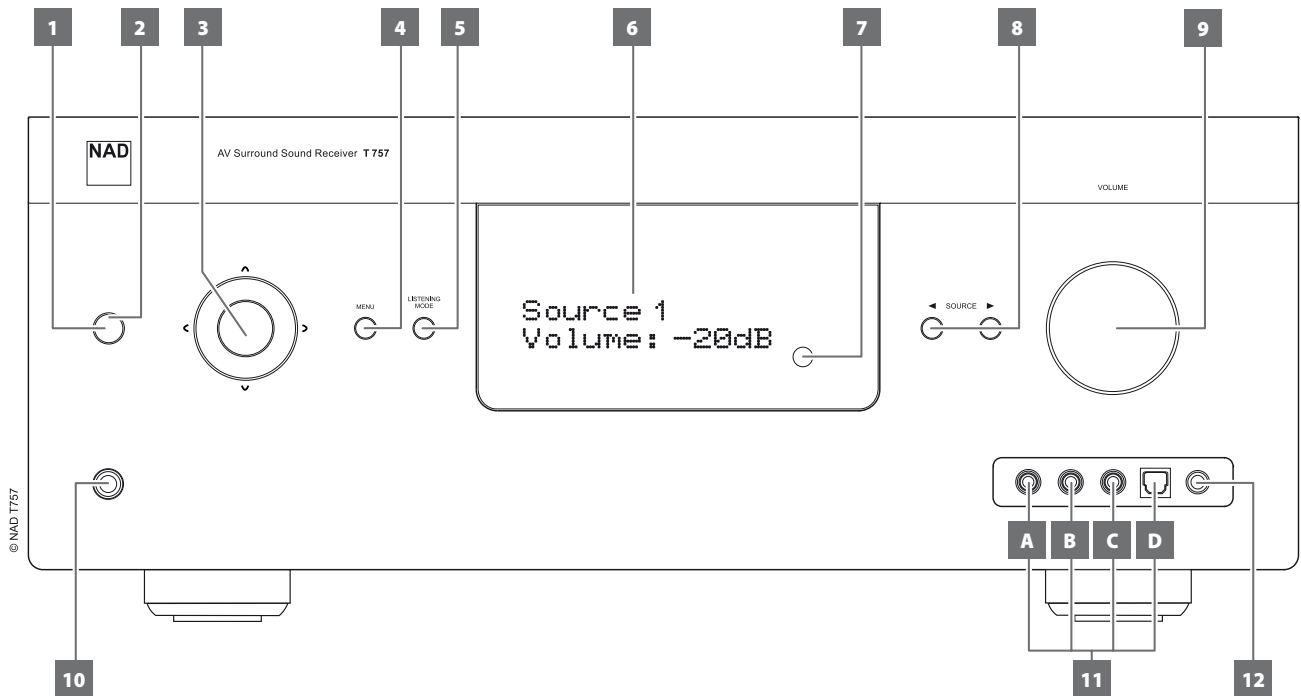 1 2 3 4 5 6 7 8 9
NAD
AV Surround Sound Receiver T 757
VOLUME
MENU
LISTENING
MODE
Source 1
Volume: -20dB
◄ SOURCE ►
© NAD T757
A B C D
10 11 12